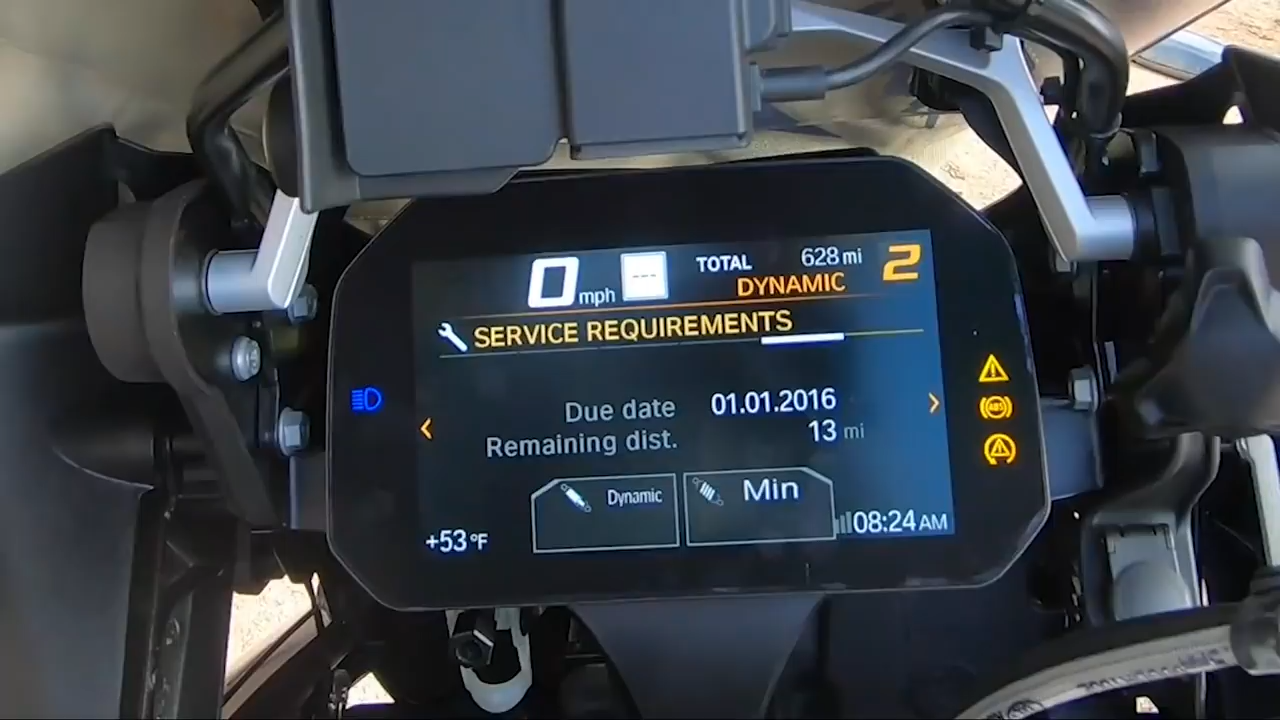 0 mph
---
TOTAL 628 mi
DYNAMIC
2
SERVICE REQUIREMENTS
Due date 01.01.2016
Remaining dist. 13 mi
Dynamic
Min
+53 °F
08:24 AM
ABS